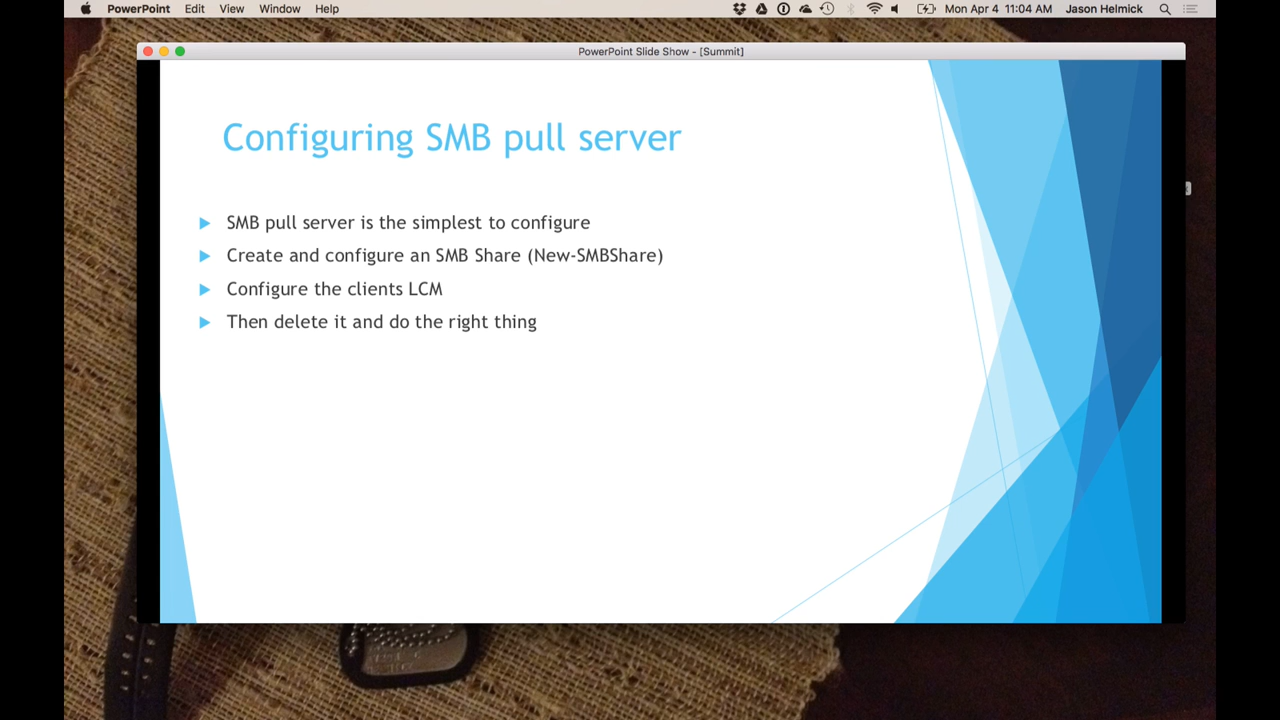 PowerPoint Edit View Window Help Mon Apr 4 11:04 AM Jason Helmick
PowerPoint Slide Show - [Summit]
Configuring SMB pull server
SMB pull server is the simplest to configure
Create and configure an SMB Share (New-SMBShare)
Configure the clients LCM
Then delete it and do the right thing